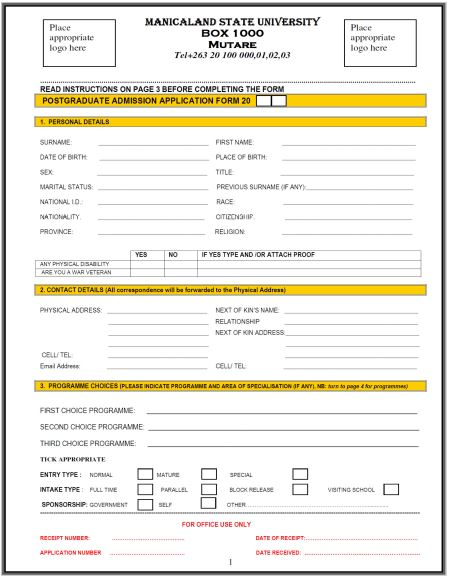 Place appropriate logo here
MANICALAND STATE UNIVERSITY
BOX 1000
MUTARE
Tel+263 20 100 000,01,02,03
Place appropriate logo here
READ INSTRUCTIONS ON PAGE 3 BEFORE COMPLETING THE FORM
POSTGRADUATE ADMISSION APPLICATION FORM 20
1. PERSONAL DETAILS
SURNAME: FIRST NAME:
DATE OF BIRTH: PLACE OF BIRTH:
SEX: TITLE:
MARITAL STATUS: PREVIOUS SURNAME (IF ANY):
NATIONAL I.D.: RACE:
NATIONALITY. CITIZENSHIP.
PROVINCE: RELIGION:
YES NO IF YES TYPE AND /OR ATTACH PROOF
ANY PHYSICAL DISABILITY
ARE YOU A WAR VETERAN
2. CONTACT DETAILS (All correspondence will be forwarded to the Physical Address)
PHYSICAL ADDRESS: NEXT OF KIN'S NAME:
RELATIONSHIP
NEXT OF KIN ADDRESS:
CELL/ TEL:
Email Address: CELL/ TEL:
3. PROGRAMME CHOICES (PLEASE INDICATE PROGRAMME AND AREA OF SPECIALISATION (IF ANY), NB: turn to page 4 for programmes)
FIRST CHOICE PROGRAMME:
SECOND CHOICE PROGRAMME:
THIRD CHOICE PROGRAMME:
TICK APPROPRIATE
ENTRY TYPE : NORMAL MATURE SPECIAL
INTAKE TYPE : FULL TIME PARALLEL BLOCK RELEASE VISITING SCHOOL
SPONSORSHIP: GOVERNMENT SELF OTHER
FOR OFFICE USE ONLY
RECEIPT NUMBER: DATE OF RECEIPT:
APPLICATION NUMBER DATE RECEIVED:
1